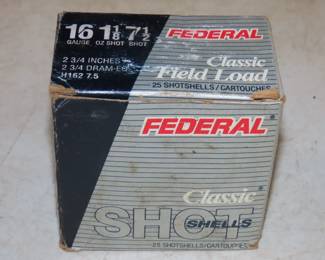 16 1 1/8 7 1/2 FEDERAL
GAUGE OZ SHOT SHOT Classic
2 3/4 INCHES Field Load
2 3/4 DRAM-EQ 25 SHOTSHELLS/CARTOUCHES
H162 7.5
FEDERAL
Classic
SHOT
SHELLS
25 SHOTSHELLS/CARTOUCHES